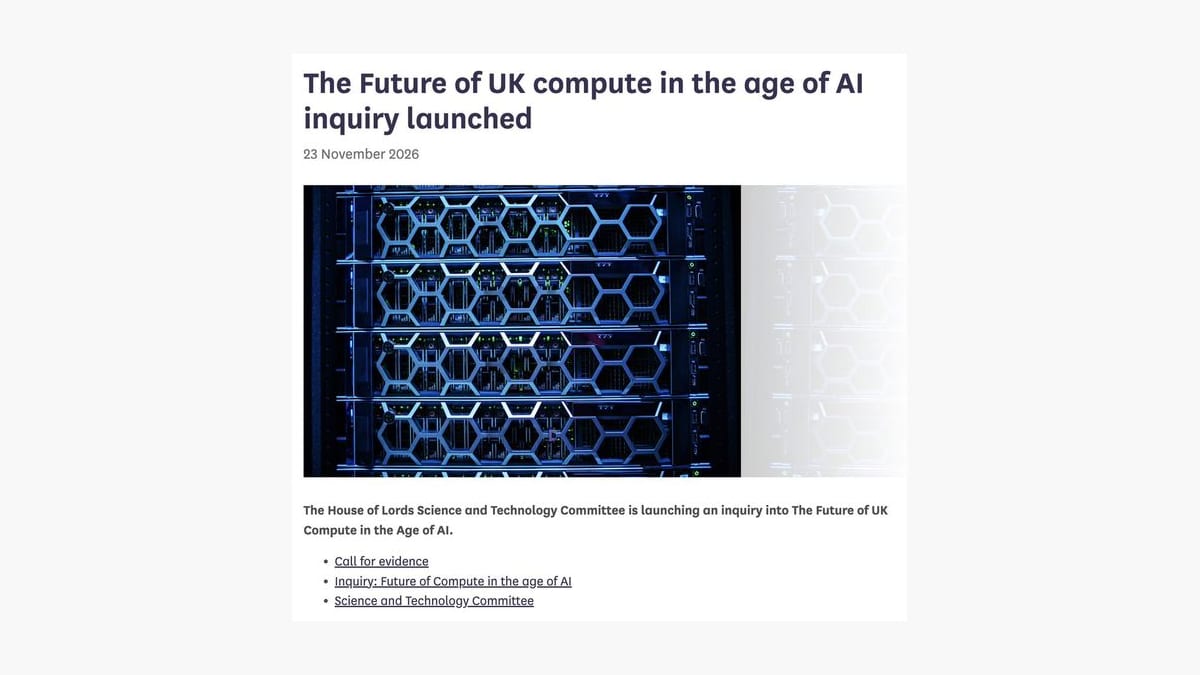 The Future of UK compute in the age of AI
inquiry launched
23 November 2026
The House of Lords Science and Technology Committee is launching an inquiry into The Future of UK
Compute in the Age of AI.
• Call for evidence
• Inquiry: Future of Compute in the age of AI
• Science and Technology Committee